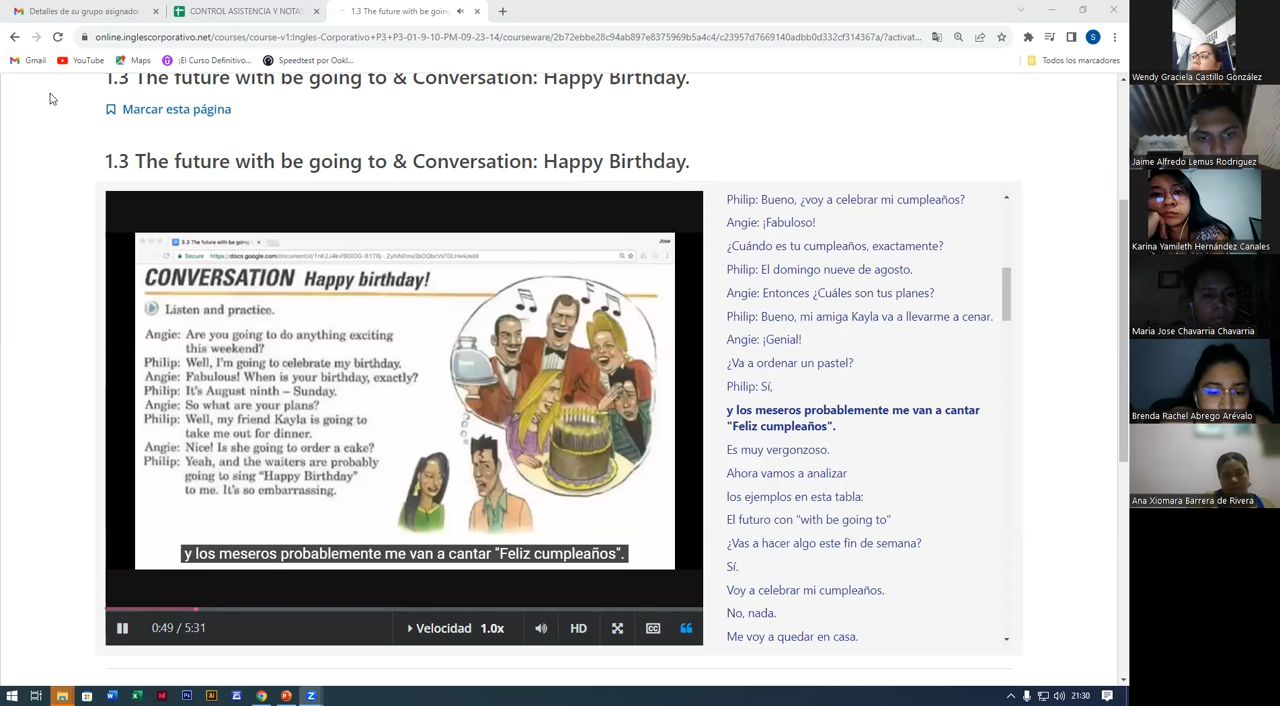 Detalles de su grupo asignado
CONTROL ASISTENCIA Y NOTAS
1.3 The future with be going
online.inglescorporativo.net/courses/course-v1:Ingles-Corporativo+P3+P3-01-9-10-PM-09-23-14/courseware/2b72ebbe28c94ab897e8375969b5a4c4/c23957d7669140adbb0d332cf314367a/?activat...
S
Gmail
YouTube
Maps
¡El Curso Definitivo...
Speedtest por Ookl...
Todos los marcadores
1.3 The future with be going to & Conversation: Happy Birthday.
Marcar esta página
1.3 The future with be going to & Conversation: Happy Birthday.
3.3 The future with be going
Jose
Secure
CONVERSATION Happy birthday!
Listen and practice.
Angie: Are you going to do anything exciting
this weekend?
Philip: Well, I'm going to celebrate my birthday.
Angie: Fabulous! When is your birthday, exactly?
Philip: It's August ninth – Sunday.
Angie: So what are your plans?
Philip: Well, my friend Kayla is going to
take me out for dinner.
Angie: Nice! Is she going to order a cake?
Philip: Yeah, and the waiters are probably
going to sing “Happy Birthday”
to me. It's so embarrassing.
y los meseros probablemente me van a cantar "Feliz cumpleaños".
0:49 / 5:31
Velocidad 1.0x
HD
CC
Philip: Bueno, ¿voy a celebrar mi cumpleaños?
Angie: ¡Fabuloso!
¿Cuándo es tu cumpleaños, exactamente?
Philip: El domingo nueve de agosto.
Angie: Entonces ¿Cuáles son tus planes?
Philip: Bueno, mi amiga Kayla va a llevarme a cenar.
Angie: ¡Genial!
¿Va a ordenar un pastel?
Philip: Sí,
y los meseros probablemente me van a cantar
"Feliz cumpleaños".
Es muy vergonzoso.
Ahora vamos a analizar
los ejemplos en esta tabla:
El futuro con "with be going to"
¿Vas a hacer algo este fin de semana?
Sí.
Voy a celebrar mi cumpleaños.
No, nada.
Me voy a quedar en casa.
Wendy Graciela Castillo González
Jaime Alfredo Lemus Rodriguez
Karina Yamileth Hernández Canales
Maria Jose Chavarria Chavarria
Brenda Rachel Abrego Arévalo
Ana Xiomara Barrera de Rivera
21:30